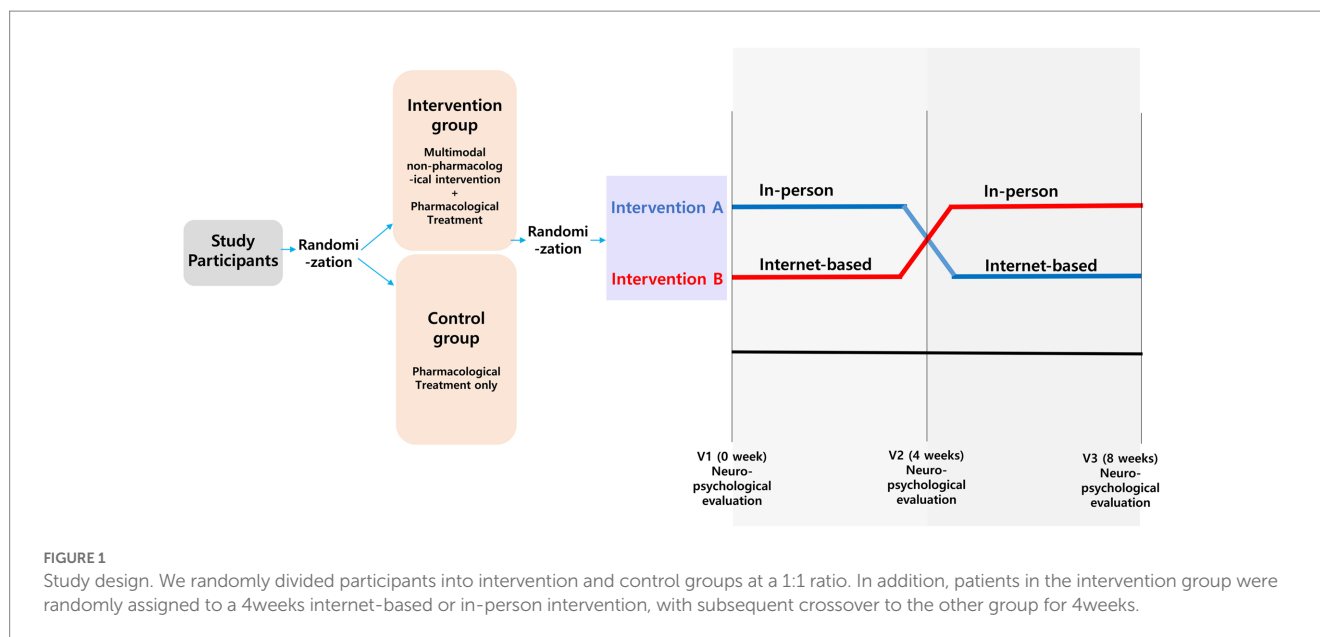 Study
Participants
Randomi
-zation
Intervention
group
Multimodal
non-pharmacolog
-ical intervention
+
Pharmacological
Treatment
Control
group
Pharmacological
Treatment only
Randomi
-zation
Intervention A
Intervention B
In-person
Internet-based
In-person
Internet-based
V1 (0 week)
Neuro-
psychological
evaluation
V2 (4 weeks)
Neuro-
psychological
evaluation
V3 (8 weeks)
Neuro-
psychological
evaluation
FIGURE 1
Study design. We randomly divided participants into intervention and control groups at a 1:1 ratio. In addition, patients in the intervention group were
randomly assigned to a 4weeks internet-based or in-person intervention, with subsequent crossover to the other group for 4weeks.